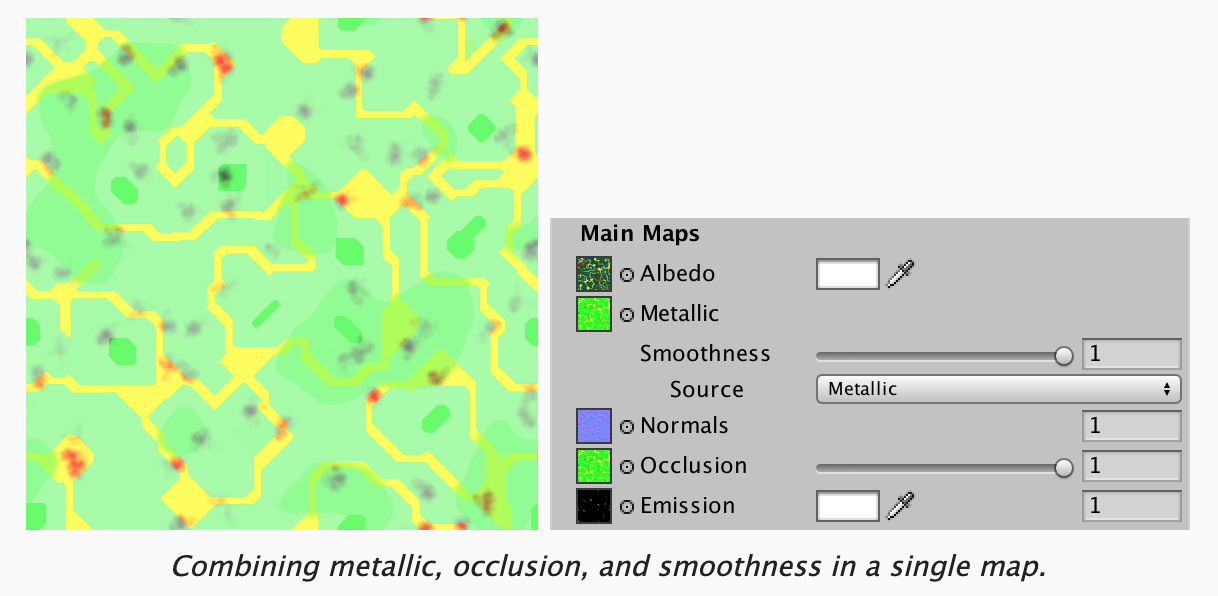 Main Maps
Albedo
Metallic
Smoothness 1
Source Metallic
Normals 1
Occlusion 1
Emission 1
Combining metallic, occlusion, and smoothness in a single map.